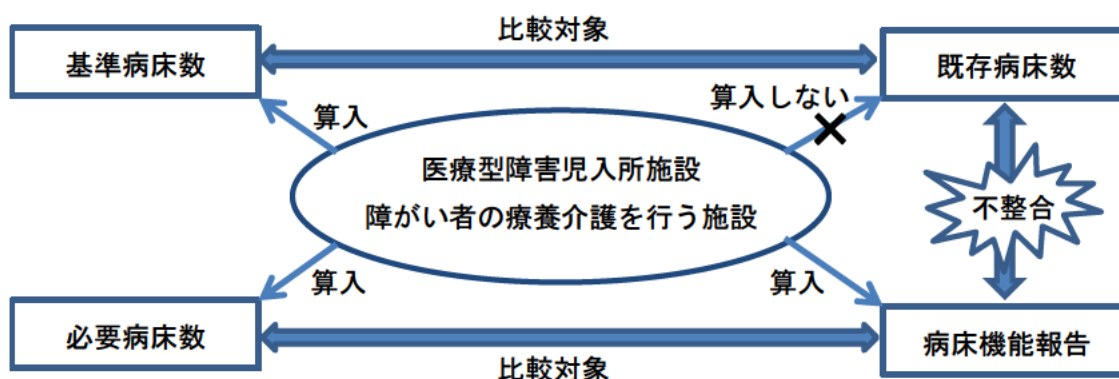 比較対象
基準病床数
既存病床数
算入しない
算入
医療型障害児入所施設
障がい者の療養介護を行う施設
不整合
算入
算入
必要病床数
病床機能報告
比較対象